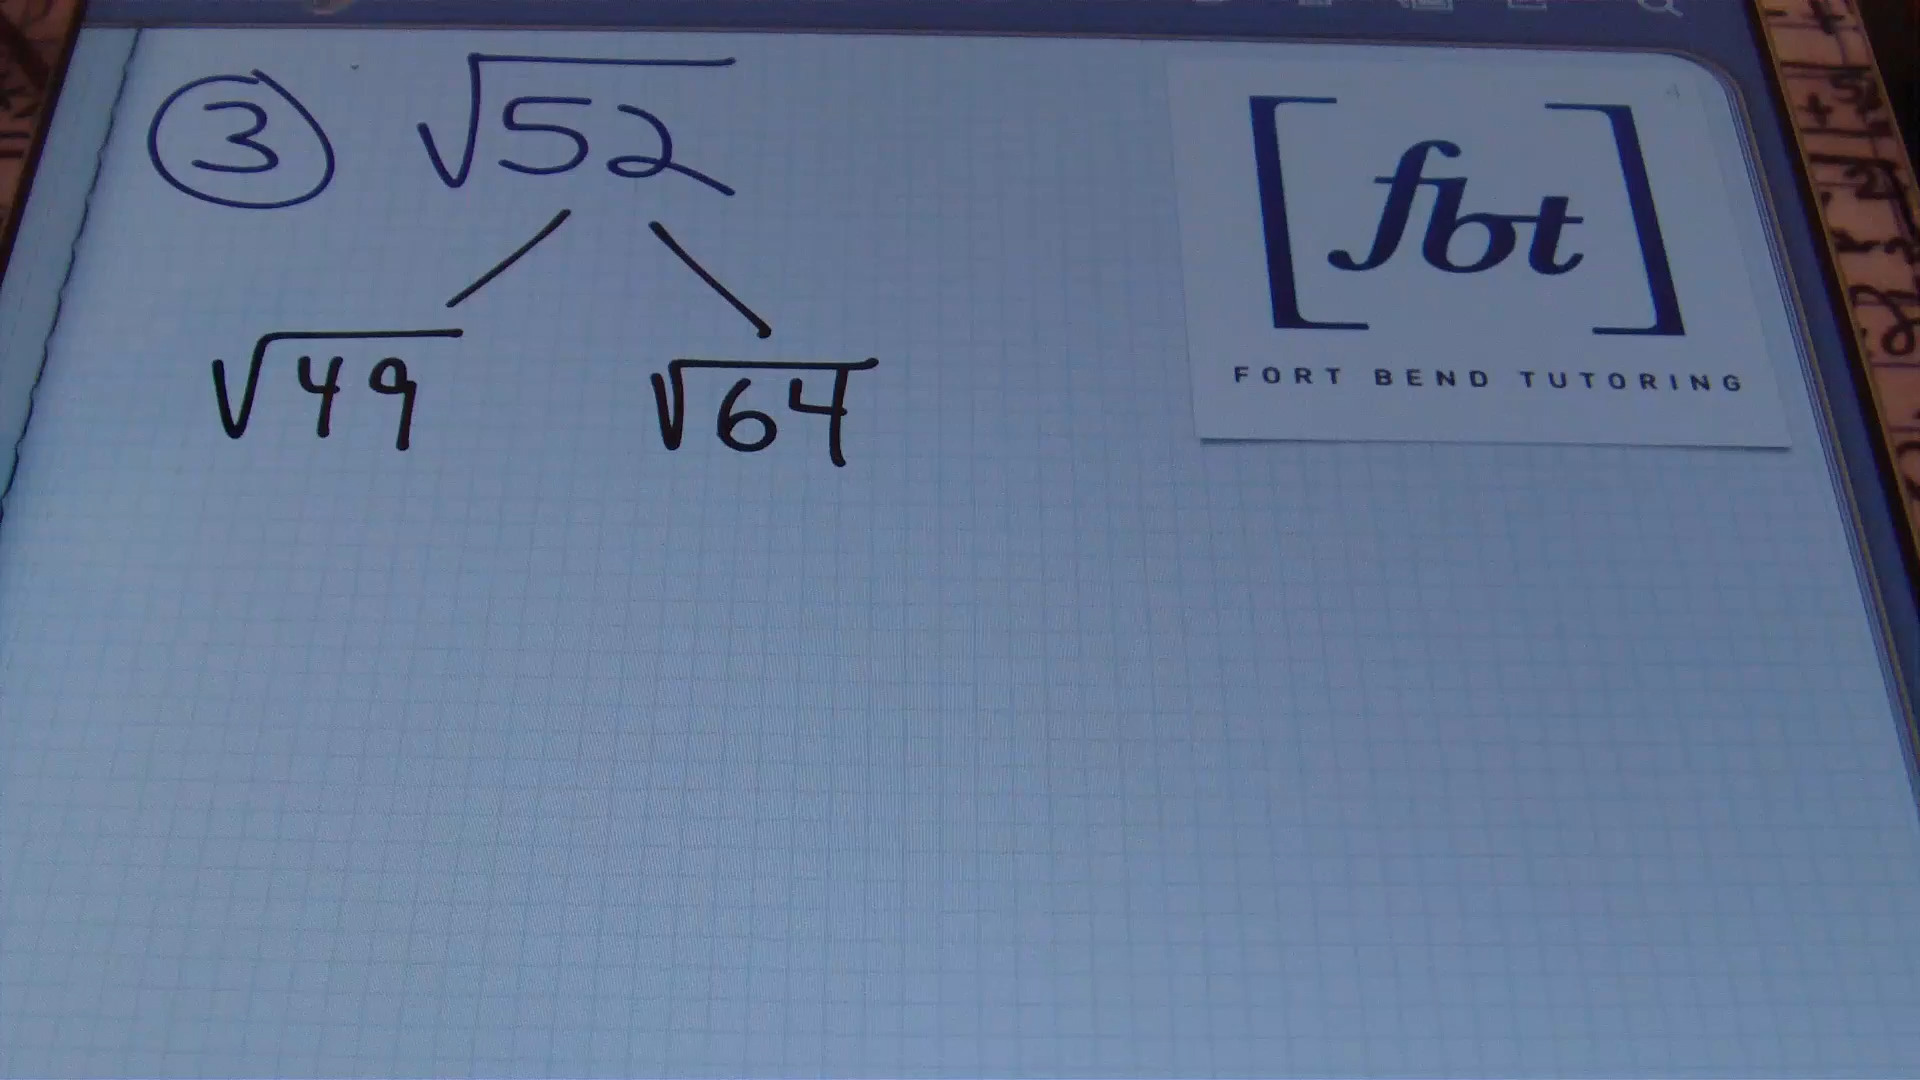 ③ √52
√49 √64
[fbt]
FORT BEND TUTORING